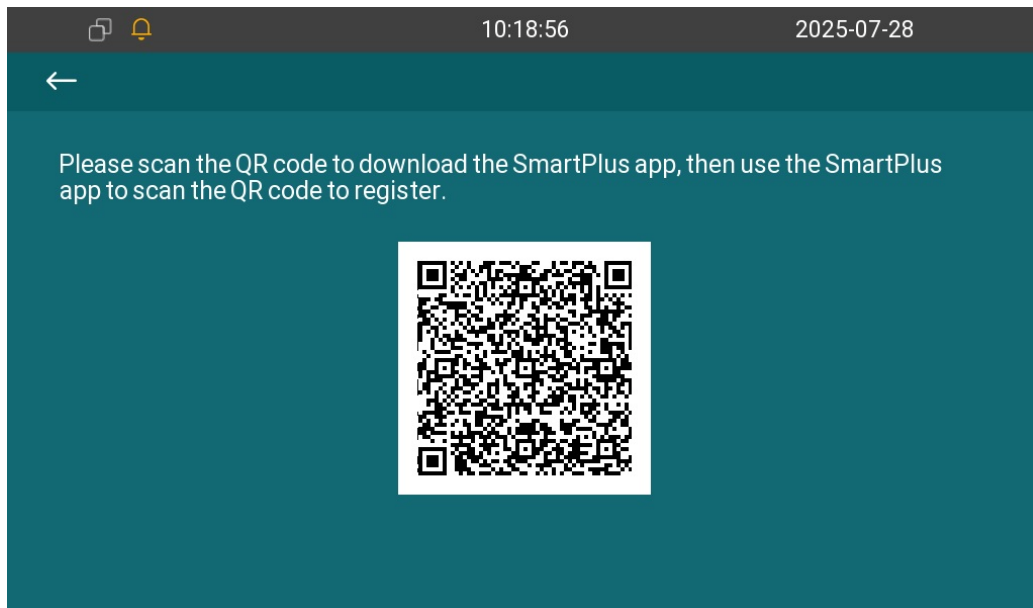 10:18:56 2025-07-28
Please scan the QR code to download the SmartPlus app, then use the SmartPlus
app to scan the QR code to register.